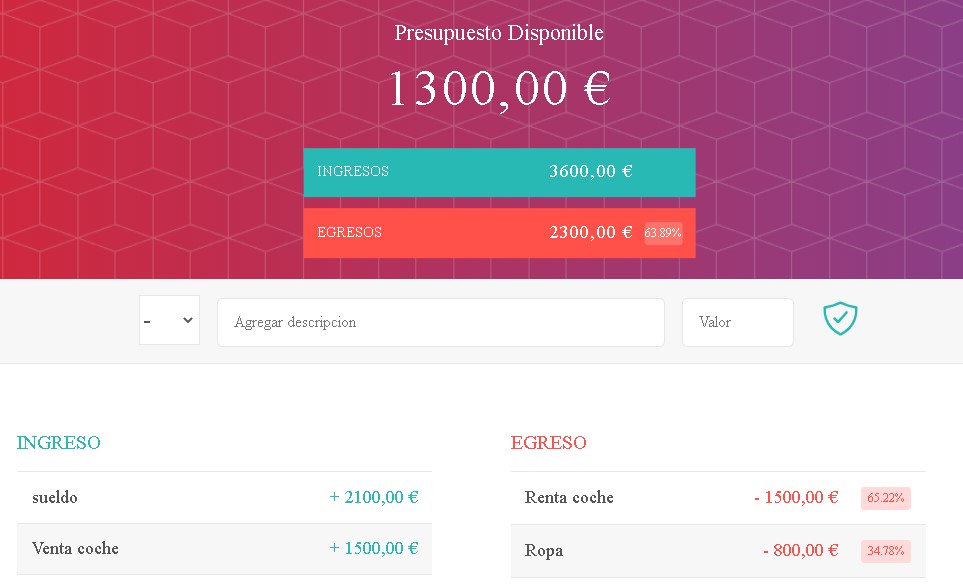 Presupuesto Disponible
1300,00 €
INGRESOS 3600,00 €
EGRESOS 2300,00 € 63.89%
- Agregar descripcion Valor
INGRESO
sueldo + 2100,00 €
Venta coche + 1500,00 €
EGRESO
Renta coche - 1500,00 € 65.22%
Ropa - 800,00 € 34.78%